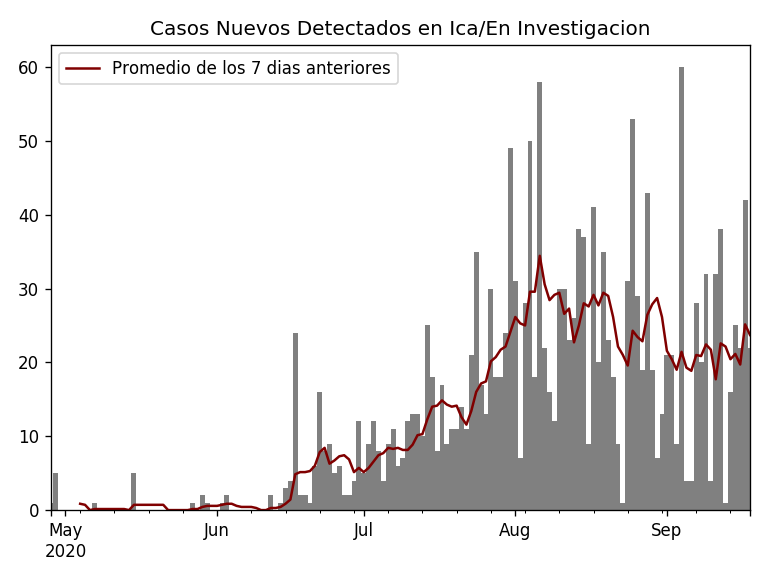 Casos Nuevos Detectados en Ica/En Investigacion
Promedio de los 7 dias anteriores
60
50
40
30
20
10
0
May Jun Jul Aug Sep
2020